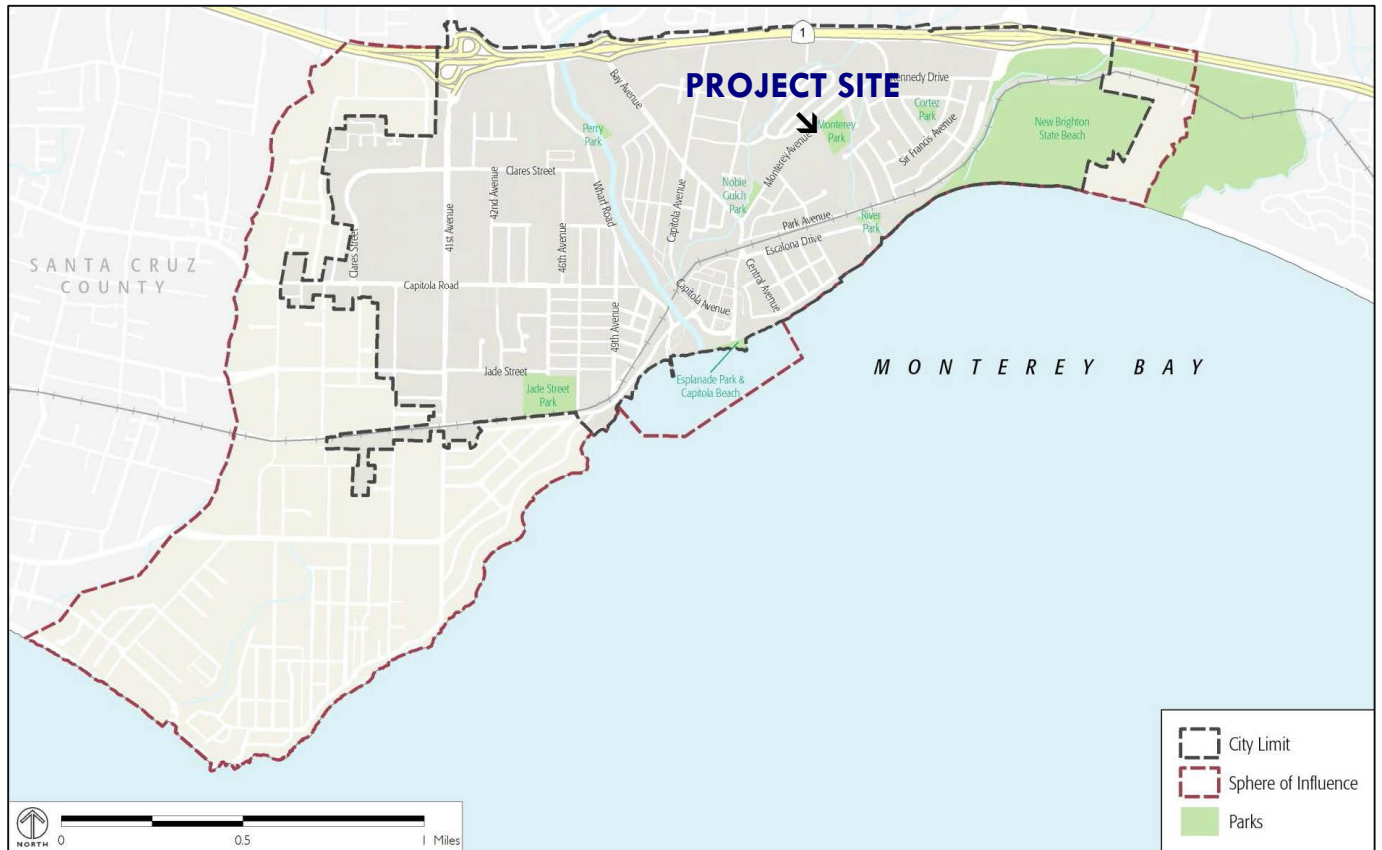 1
Bay Avenue
PROJECT SITE
Kennedy Drive
Cortez
Park
Perry
Park
Monterey
Park
New Brighton
State Beach
Monterey Avenue
Sir Francis Avenue
Clares Street
42nd Avenue
Wharf Road
Noble
Gulch
Park
Capitola Avenue
46th Avenue
41st Avenue
Park Avenue
River
Park
Escalona Drive
Clares Street
SANTA CRUZ
COUNTY
Capitola Road
Central Avenue
Capitola Avenue
49th Avenue
MONTEREY BAY
Jade Street
Esplanade Park &
Capitola Beach
Jade Street
Park
City Limit
Sphere of Influence
Parks
NORTH
0 0.5 1 Miles